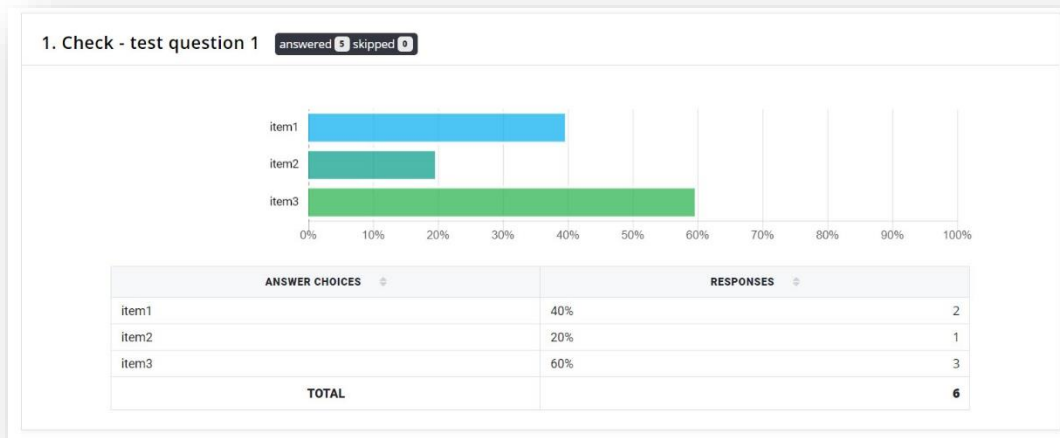 1. Check - test question 1 answered 5 skipped 0
item1
item2
item3
0% 10% 20% 30% 40% 50% 60% 70% 80% 90% 100%
ANSWER CHOICES RESPONSES
item1 40% 2
item2 20% 1
item3 60% 3
TOTAL 6